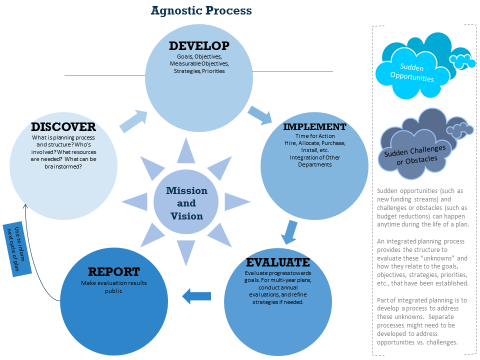 Agnostic Process
DEVELOP
Goals, Objectives,
Measurable Objectives,
Strategies, Priorities
IMPLEMENT
Time for Action
Hire, Allocate, Purchase,
Install, etc.
Integration of Other
Departments
EVALUATE
Evaluate progress towards
goals. For multi-year plans,
conduct annual
evaluations, and refine
strategies if needed.
REPORT
Make evaluation results
public
Use to inform
next cycle of plan
DISCOVER
What is planning process
and structure? Who's
involved? What resources
are needed? What can be
brainstormed?
Mission
and
Vision
Sudden
Opportunities
Sudden Challenges
or Obstacles
Sudden opportunities (such as
new funding streams) and
challenges or obstacles (such as
budget reductions) can happen
anytime during the life of a plan.
An integrated planning process
provides the structure to
evaluate these "unknowns" and
how they relate to the goals,
objectives, strategies, priorities,
etc., that have been established.
Part of integrated planning is to
develop a process to address
these unknowns. Separate
processes might need to be
developed to address
opportunities vs. challenges.